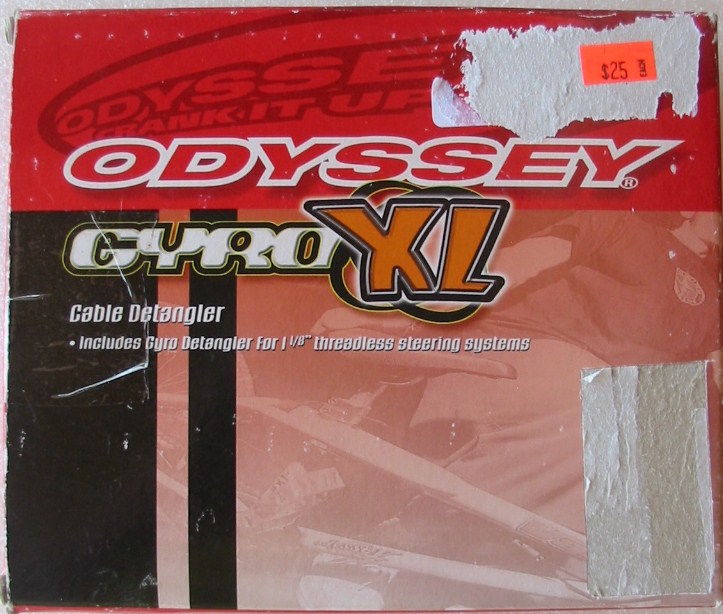 ODYSSEY
CRANK IT UP
$25 EACH
ODYSSEY®
GYRO XL
Cable Detangler
• Includes Gyro Detangler For 1 1/8" threadless steering systems